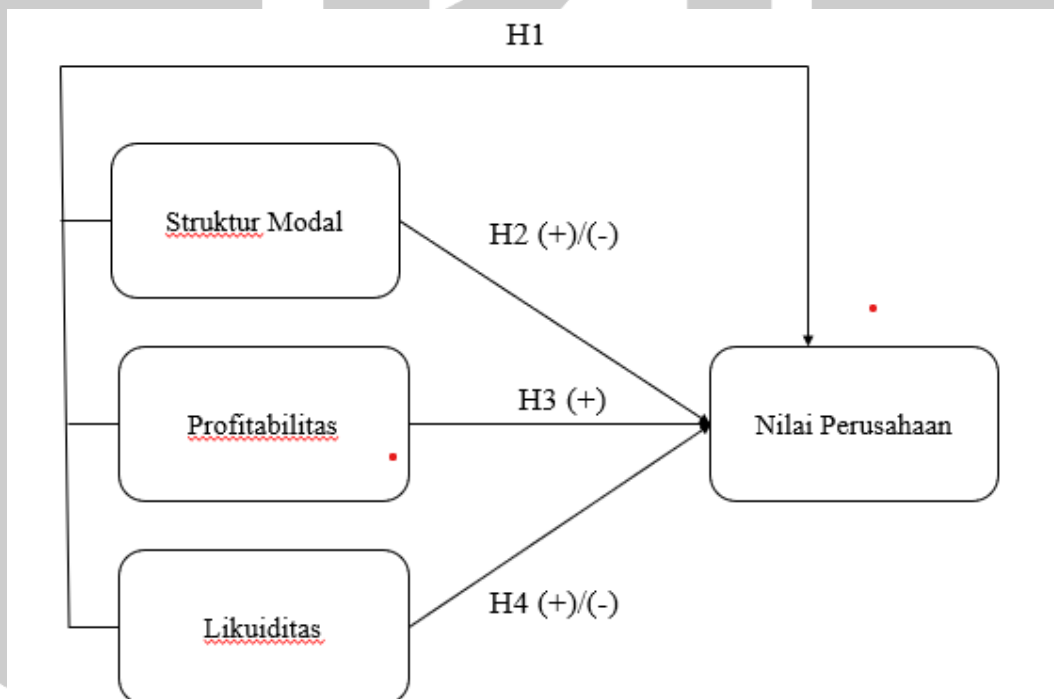 H1
Struktur Modal
H2 (+)/(-)
Profitabilitas
H3 (+)
Nilai Perusahaan
Likuiditas
H4 (+)/(-)